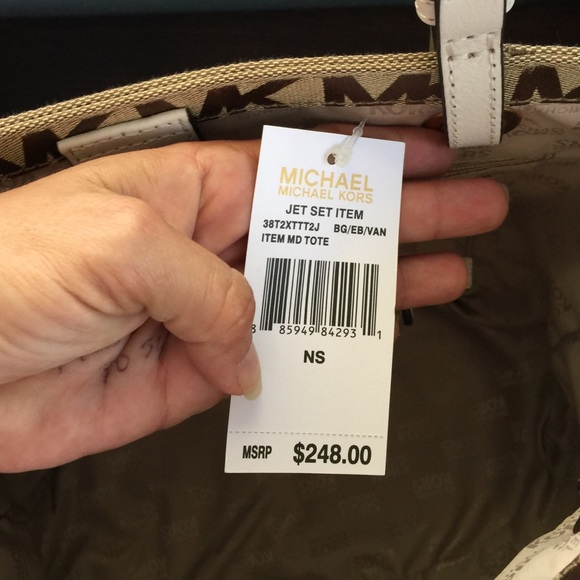 MICHAEL
MICHAEL KORS
JET SET ITEM
38T2XTTT2J BG/EB/VAN
ITEM MD TOTE
8 85949 84293 1
NS
MSRP $248.00